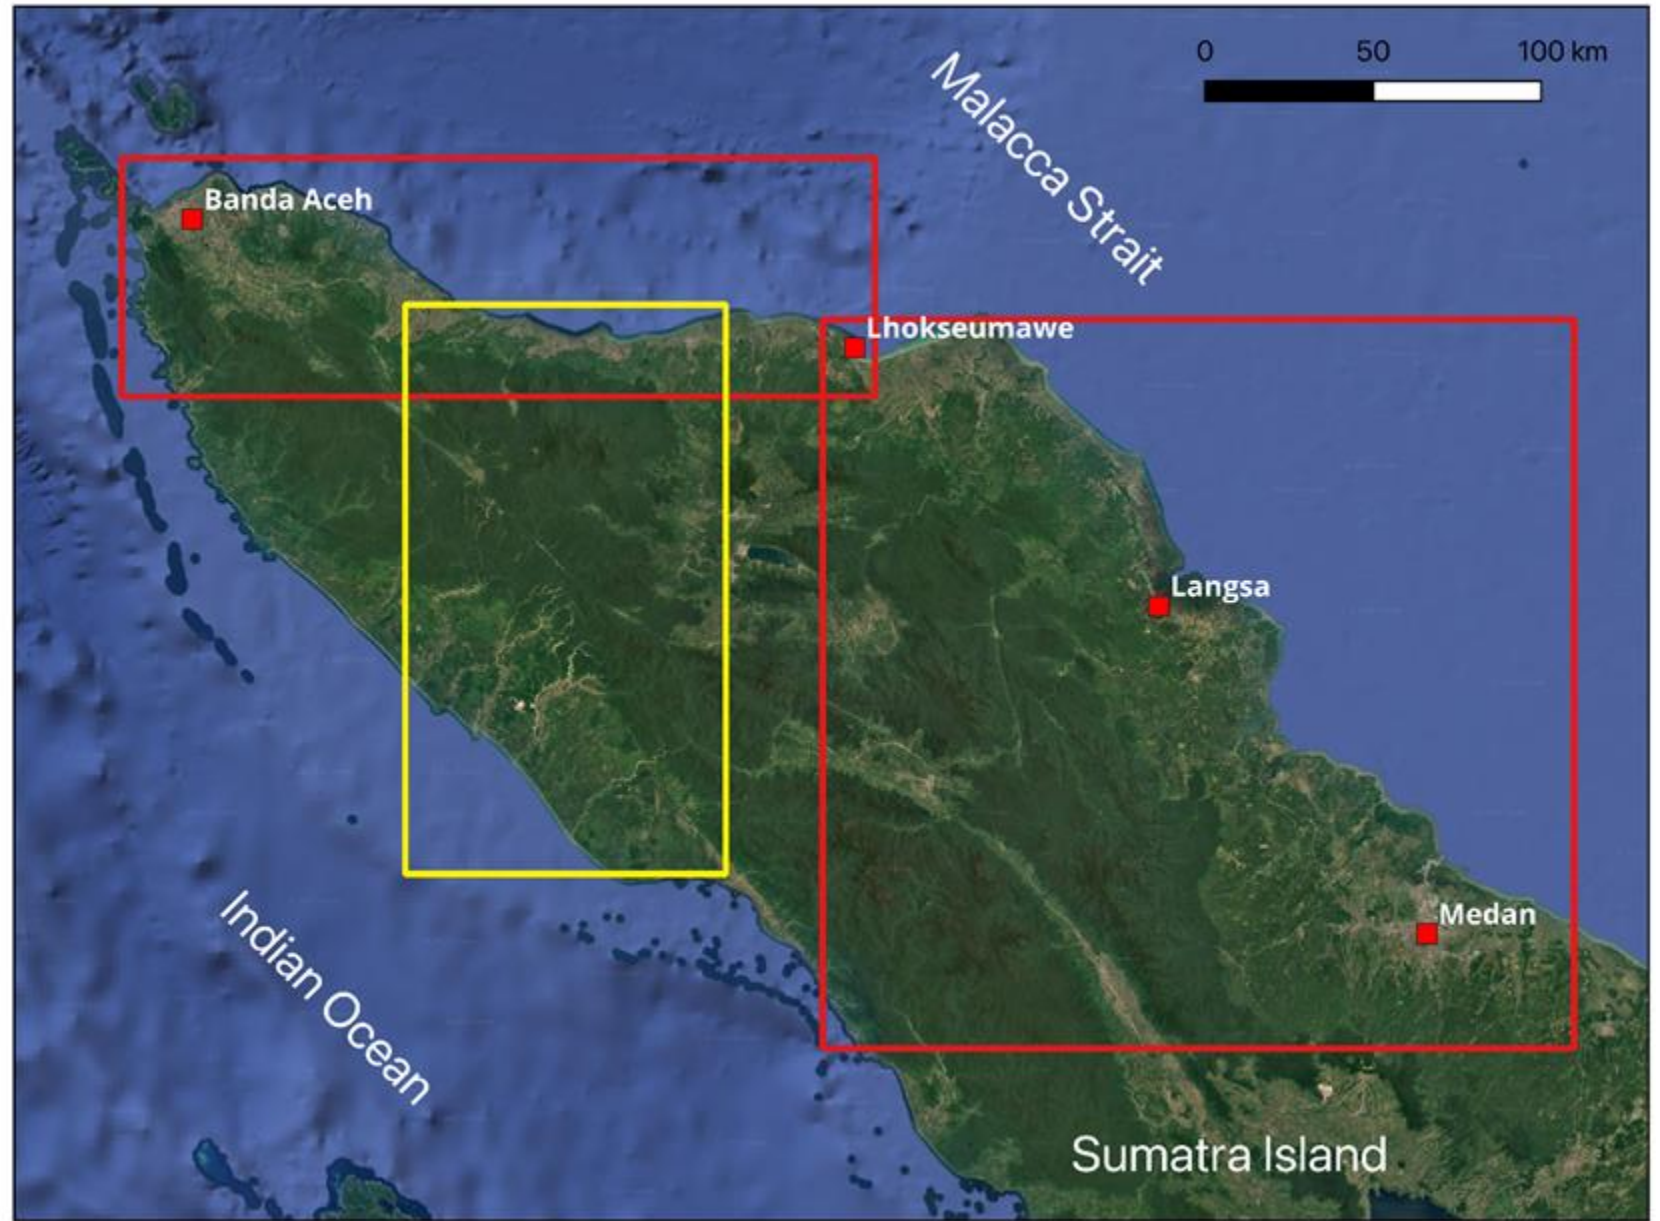 0 50 100 km
Malacca Strait
Banda Aceh
Lhokseumawe
Langsa
Medan
Indian Ocean
Sumatra Island